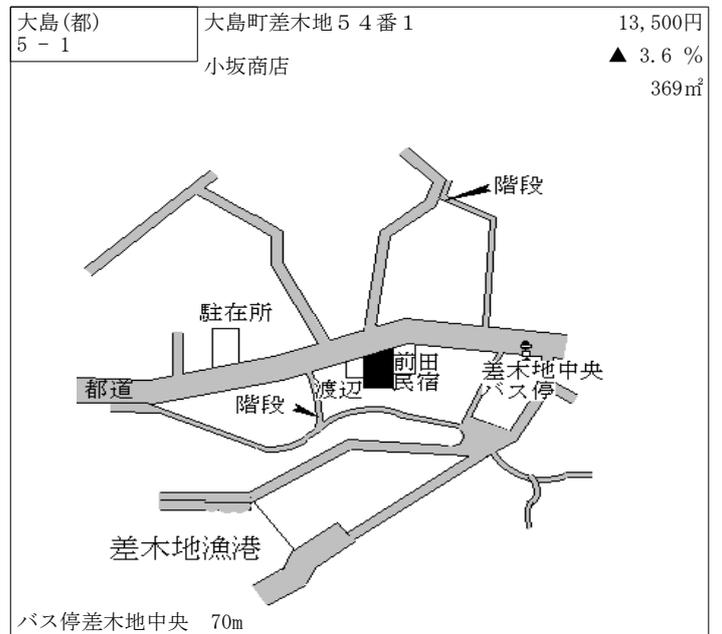 大島(都)
5 - 1
大島町差木地５４番１
小坂商店
13,500円
▲ 3.6 %
369㎡
階段
駐在所
前田
民宿
渡辺
差木地中央
バス停
都道
階段
差木地漁港
バス停差木地中央　70m